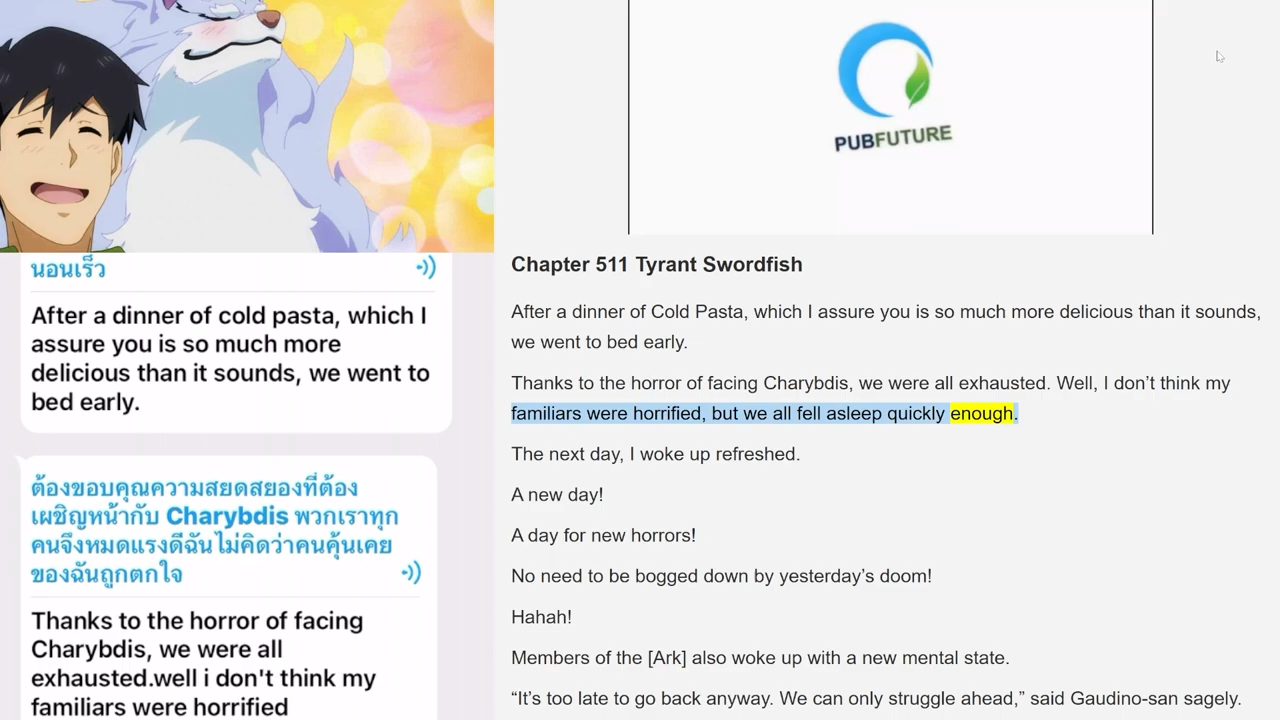 นอนเร็ว
After a dinner of cold pasta, which I
assure you is so much more
delicious than it sounds, we went to
bed early.
ต้องขอบคุณความสยดสยองที่ต้อง
เผชิญหน้ากับ Charybdis พวกเราทุก
คนจึงหมดแรงดีฉันไม่คิดว่าคนคุ้นเคย
ของฉันถูกตกใจ
Thanks to the horror of facing
Charybdis, we were all
exhausted.well i don't think my
familiars were horrified
PUBFUTURE
Chapter 511 Tyrant Swordfish
After a dinner of Cold Pasta, which I assure you is so much more delicious than it sounds,
we went to bed early.
Thanks to the horror of facing Charybdis, we were all exhausted. Well, I don’t think my
familiars were horrified, but we all fell asleep quickly enough.
The next day, I woke up refreshed.
A new day!
A day for new horrors!
No need to be bogged down by yesterday’s doom!
Hahah!
Members of the [Ark] also woke up with a new mental state.
“It’s too late to go back anyway. We can only struggle ahead,” said Gaudino-san sagely.